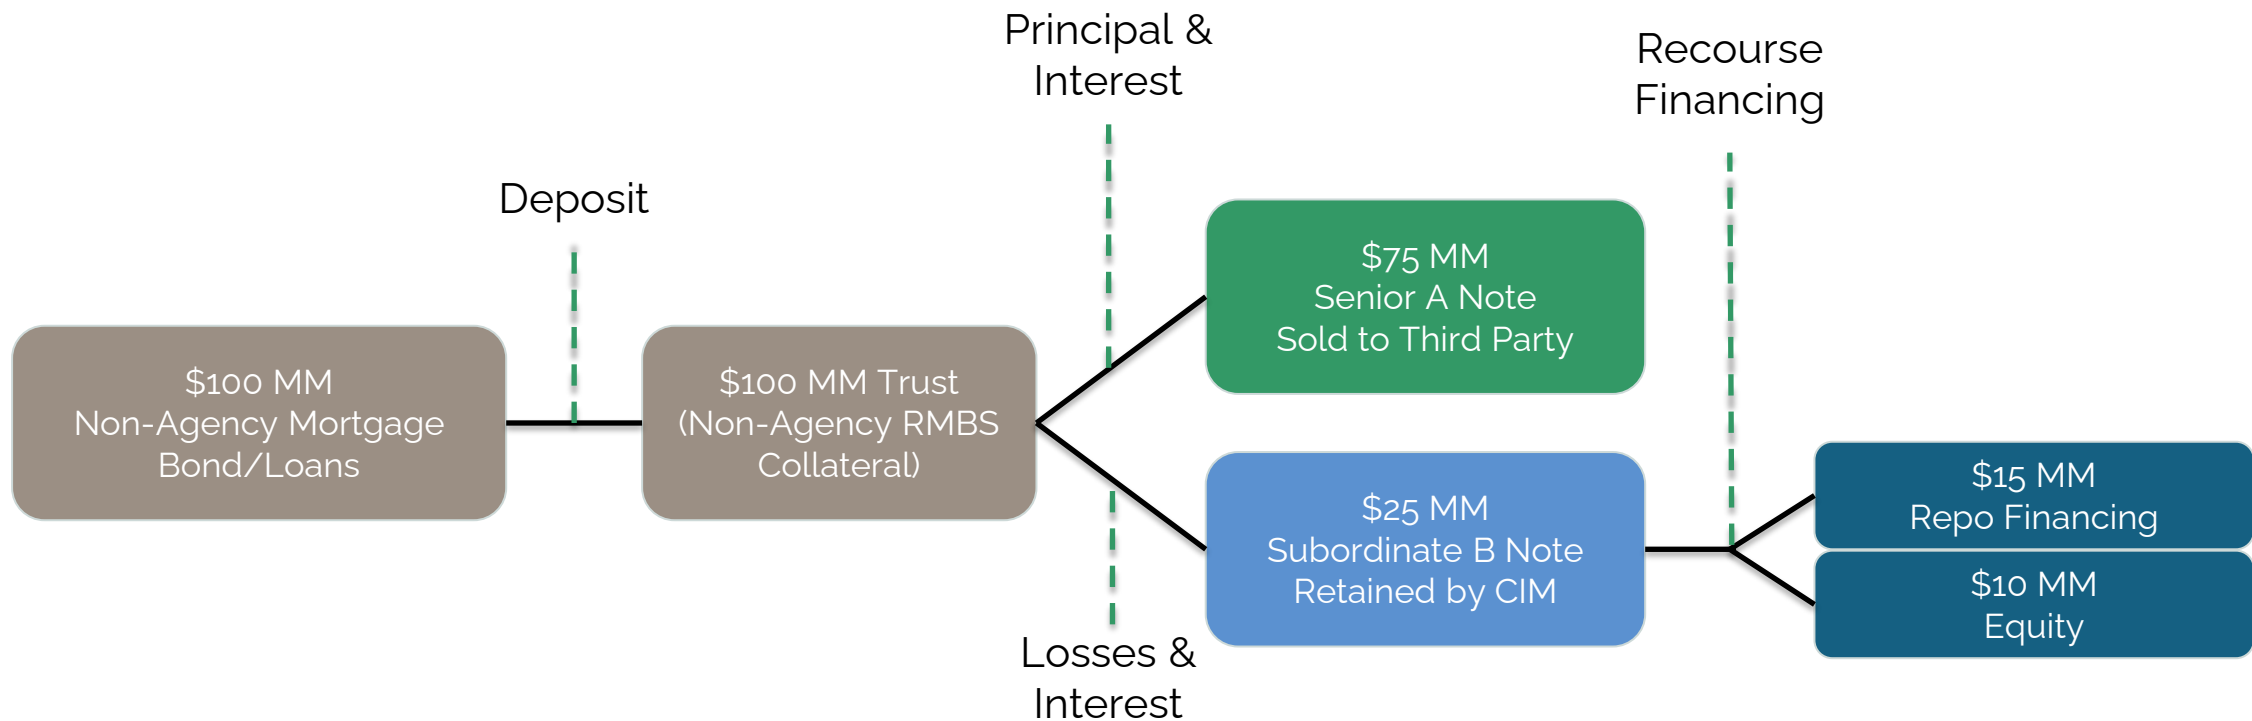 Principal &
Interest
Recourse
Financing
Deposit
$100 MM
Non-Agency Mortgage
Bond/Loans
$100 MM Trust
(Non-Agency RMBS
Collateral)
$75 MM
Senior A Note
Sold to Third Party
$25 MM
Subordinate B Note
Retained by CIM
$15 MM
Repo Financing
$10 MM
Equity
Losses &
Interest